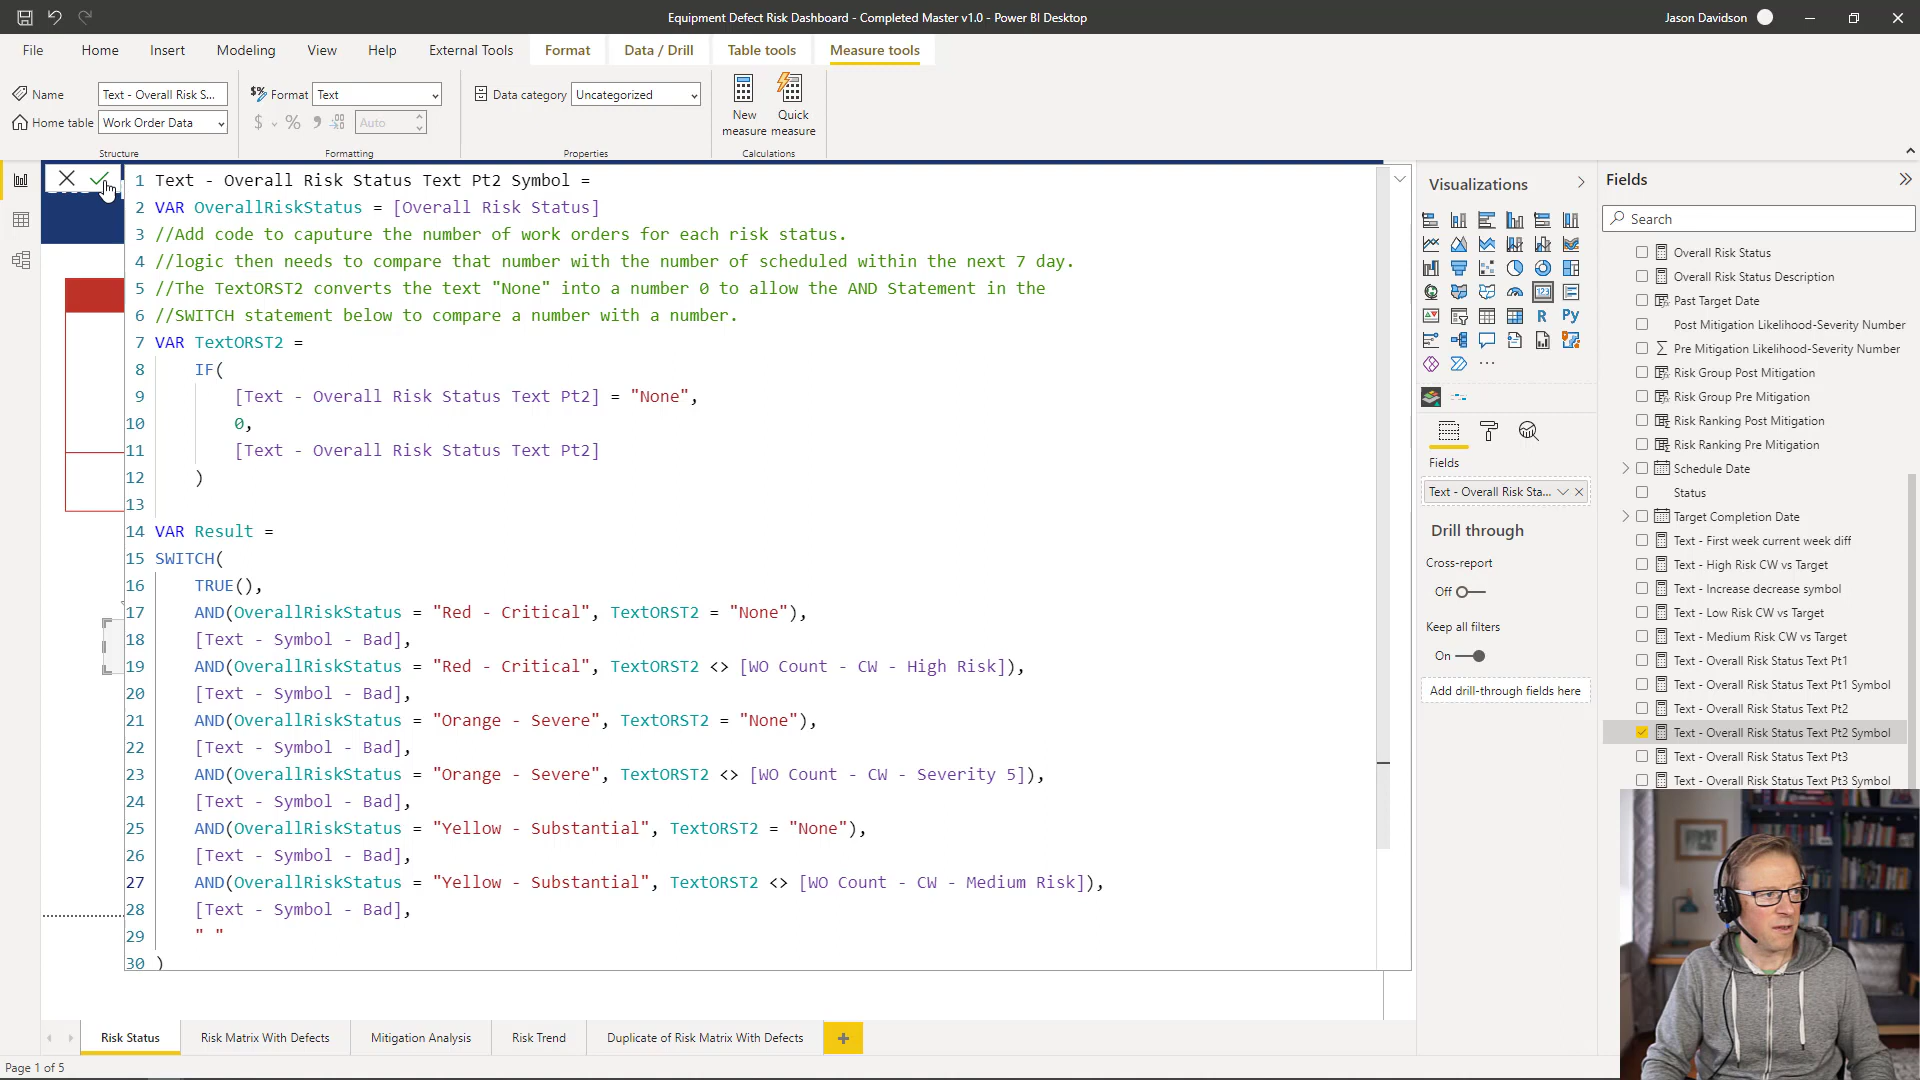 Equipment Defect Risk Dashboard - Completed Master v1.0 - Power BI Desktop
Jason Davidson
File
Home
Insert
Modeling
View
Help
External Tools
Format
Data / Drill
Table tools
Measure tools
Name
Text - Overall Risk S...
Home table
Work Order Data
Structure
Format
Text
$
%
Auto
Formatting
Data category
Uncategorized
Properties
New
measure
Quick
measure
Calculations
1 Text - Overall Risk Status Text Pt2 Symbol =
2 VAR OverallRiskStatus = [Overall Risk Status]
3 //Add code to caputure the number of work orders for each risk status.
4 //logic then needs to compare that number with the number of scheduled within the next 7 day.
5 //The TextORST2 converts the text "None" into a number 0 to allow the AND Statement in the
6 //SWITCH statement below to compare a number with a number.
7 VAR TextORST2 =
8 IF(
9 [Text - Overall Risk Status Text Pt2] = "None",
10 0,
11 [Text - Overall Risk Status Text Pt2]
12 )
13
14 VAR Result =
15 SWITCH(
16 TRUE(),
17 AND(OverallRiskStatus = "Red - Critical", TextORST2 = "None"),
18 [Text - Symbol - Bad],
19 AND(OverallRiskStatus = "Red - Critical", TextORST2 <> [WO Count - CW - High Risk]),
20 [Text - Symbol - Bad],
21 AND(OverallRiskStatus = "Orange - Severe", TextORST2 = "None"),
22 [Text - Symbol - Bad],
23 AND(OverallRiskStatus = "Orange - Severe", TextORST2 <> [WO Count - CW - Severity 5]),
24 [Text - Symbol - Bad],
25 AND(OverallRiskStatus = "Yellow - Substantial", TextORST2 = "None"),
26 [Text - Symbol - Bad],
27 AND(OverallRiskStatus = "Yellow - Substantial", TextORST2 <> [WO Count - CW - Medium Risk]),
28 [Text - Symbol - Bad],
29 " "
30 )
Visualizations
R
Py
123
...
Fields
Text - Overall Risk Sta...
Drill through
Cross-report
Off
Keep all filters
On
Add drill-through fields here
Fields
Search
Overall Risk Status
Overall Risk Status Description
Past Target Date
Post Mitigation Likelihood-Severity Number
Pre Mitigation Likelihood-Severity Number
Risk Group Post Mitigation
Risk Group Pre Mitigation
Risk Ranking Post Mitigation
Risk Ranking Pre Mitigation
Schedule Date
Status
Target Completion Date
Text - First week current week diff
Text - High Risk CW vs Target
Text - Increase decrease symbol
Text - Low Risk CW vs Target
Text - Medium Risk CW vs Target
Text - Overall Risk Status Text Pt1
Text - Overall Risk Status Text Pt1 Symbol
Text - Overall Risk Status Text Pt2
Text - Overall Risk Status Text Pt2 Symbol
Text - Overall Risk Status Text Pt3
Text - Overall Risk Status Text Pt3 Symbol
Risk Status
Risk Matrix With Defects
Mitigation Analysis
Risk Trend
Duplicate of Risk Matrix With Defects
+
Page 1 of 5